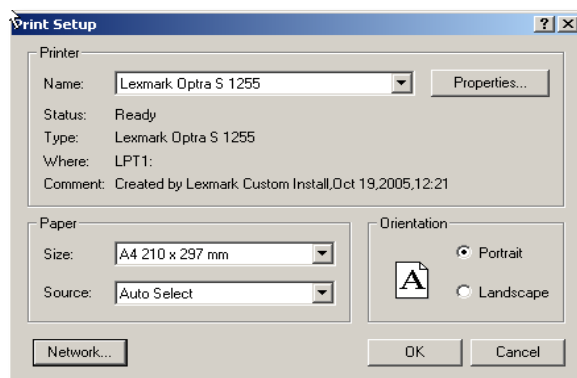 Print Setup
Printer
Name: Lexmark Optra S 1255 Properties...
Status: Ready
Type: Lexmark Optra S 1255
Where: LPT1:
Comment: Created by Lexmark Custom Install,Oct 19,2005,12:21
Paper
Size: A4 210 x 297 mm
Source: Auto Select
Orientation
A
Portrait
Landscape
Network... OK Cancel